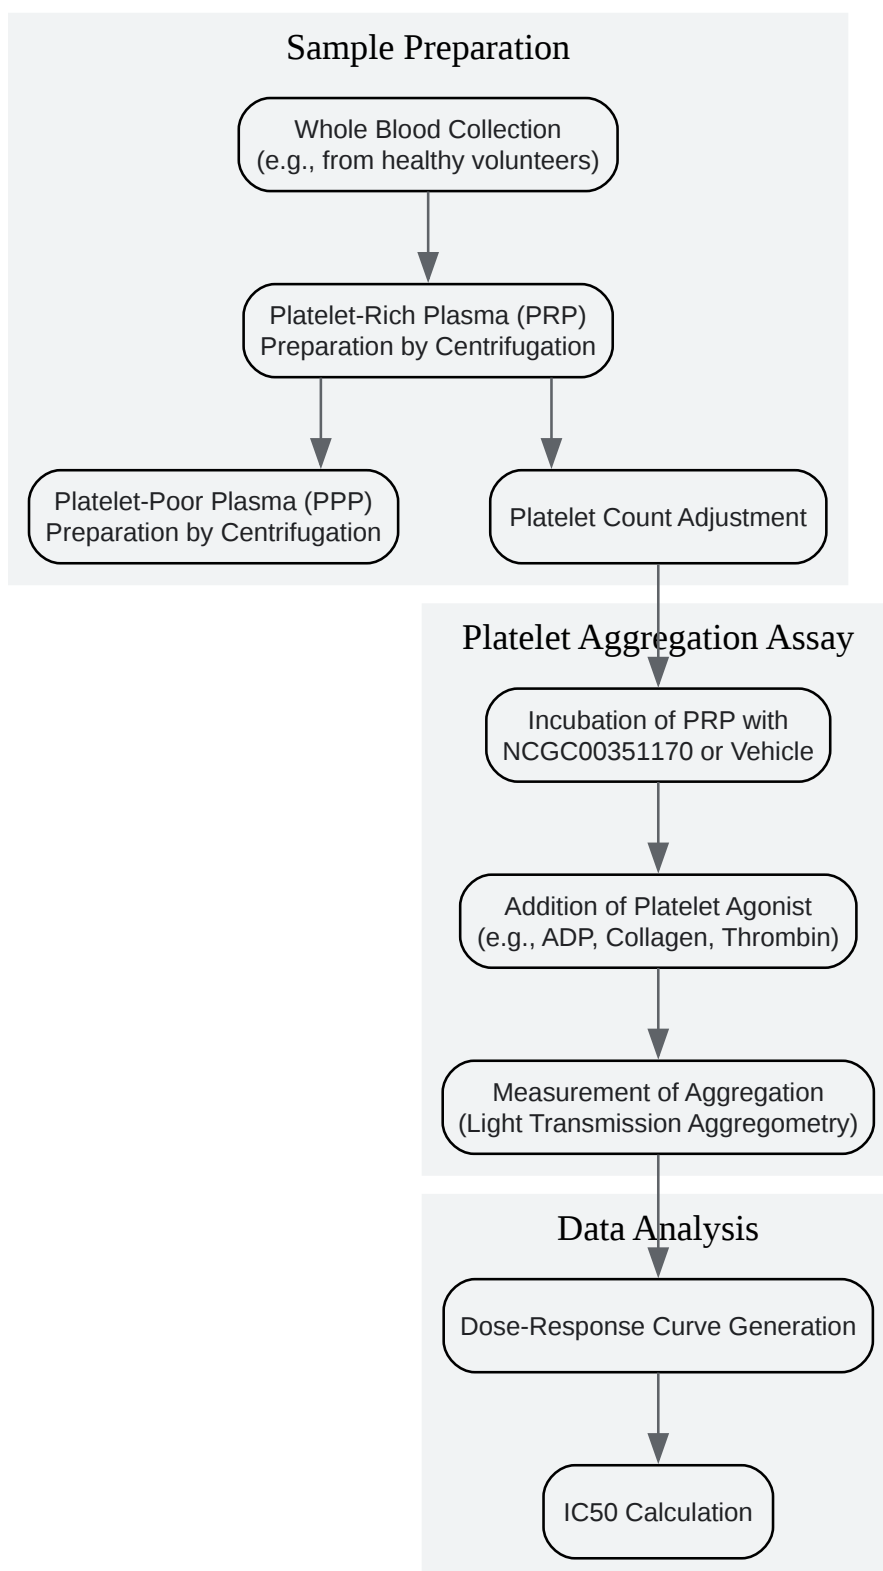 Sample Preparation
Whole Blood Collection
(e.g., from healthy volunteers)
Platelet-Rich Plasma (PRP)
Preparation by Centrifugation
Platelet-Poor Plasma (PPP)
Preparation by Centrifugation
Platelet Count Adjustment
Platelet Aggregation Assay
Incubation of PRP with
NCGC00351170 or Vehicle
Addition of Platelet Agonist
(e.g., ADP, Collagen, Thrombin)
Measurement of Aggregation
(Light Transmission Aggregometry)
Data Analysis
Dose-Response Curve Generation
IC50 Calculation